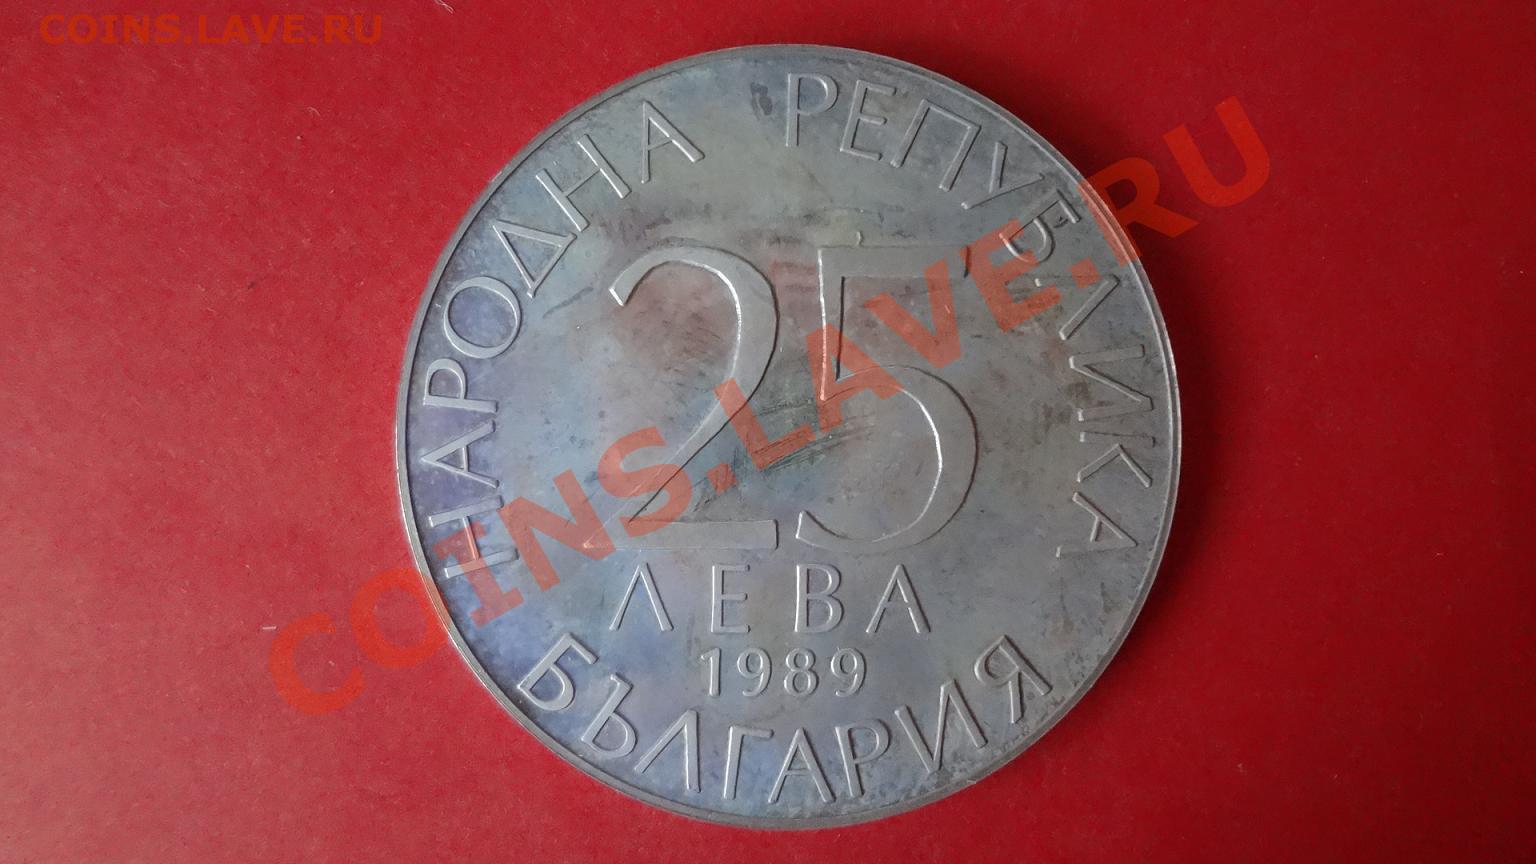 COINS.LAVE.RU
НАРОДНА РЕПУБЛИКА
25
ЛЕВА
1989
БЪЛГАРИЯ
COINS.LAVE.RU